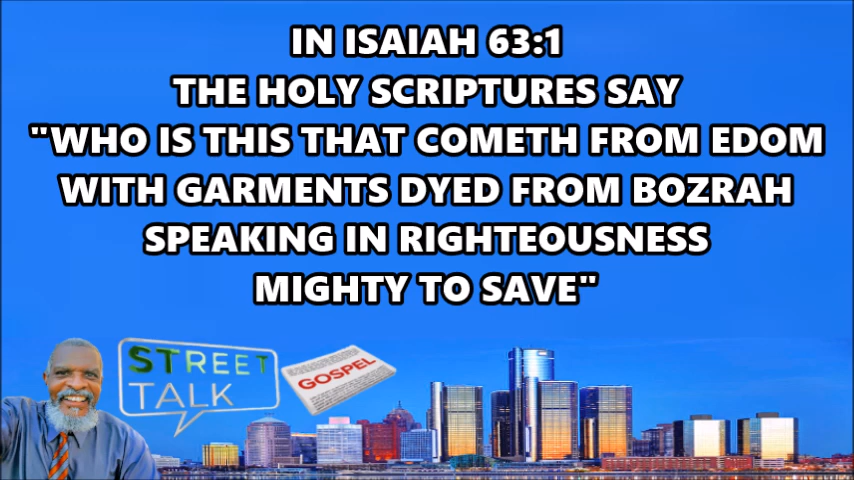 IN ISAIAH 63:1
THE HOLY SCRIPTURES SAY
"WHO IS THIS THAT COMETH FROM EDOM
WITH GARMENTS DYED FROM BOZRAH
SPEAKING IN RIGHTEOUSNESS
MIGHTY TO SAVE"
STREET
TALK
GOSPEL